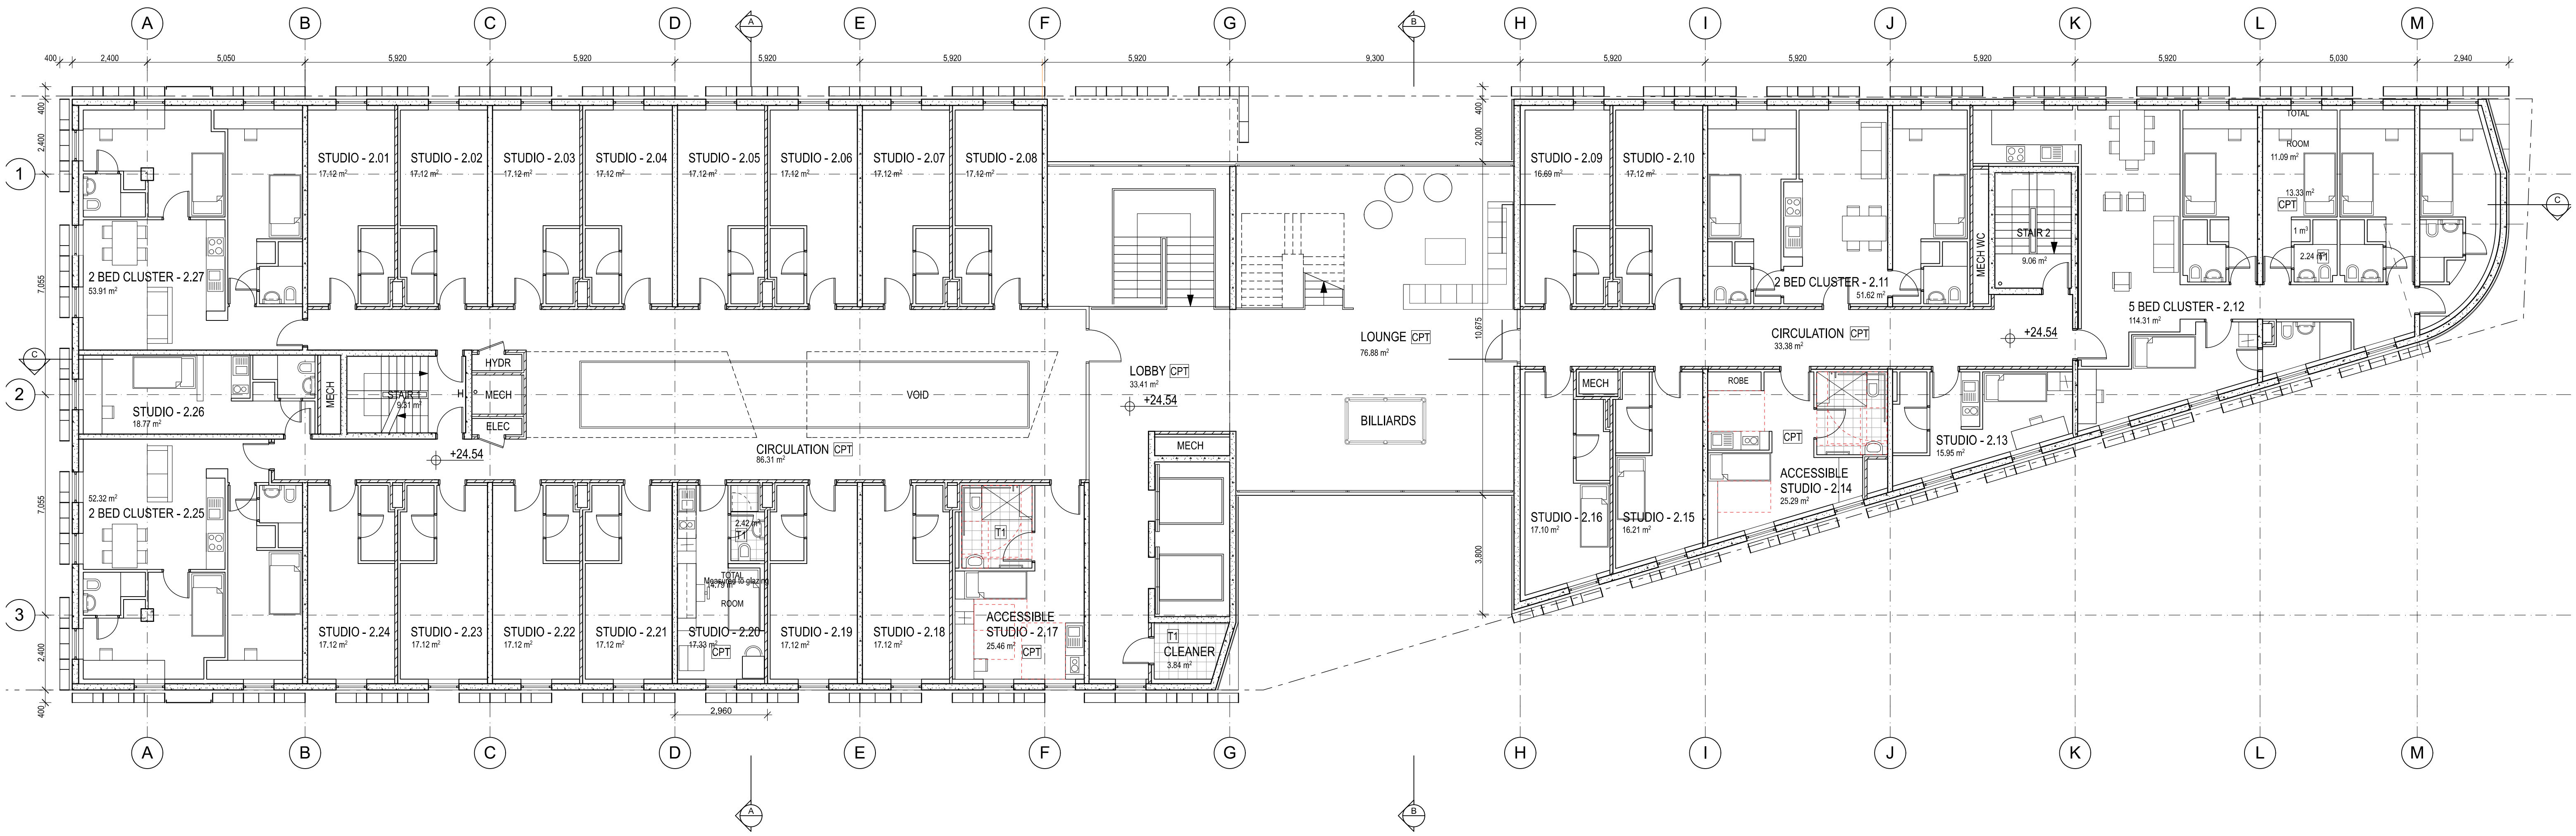 A B C D E F G H I J K L M
A B
400 2,400 5,050 5,920 5,920 5,920 5,920 5,920 9,300 5,920 5,920 5,920 5,920 5,030 2,940
400
2,400
7,055
7,055
2,400
400
1
2
3
C
C
400
2,000
10,675
3,800
STUDIO - 2.01
17.12 m²
STUDIO - 2.02
17.12 m²
STUDIO - 2.03
17.12 m²
STUDIO - 2.04
17.12 m²
STUDIO - 2.05
17.12 m²
STUDIO - 2.06
17.12 m²
STUDIO - 2.07
17.12 m²
STUDIO - 2.08
17.12 m²
STUDIO - 2.09
16.69 m²
STUDIO - 2.10
17.12 m²
2 BED CLUSTER - 2.11
51.62 m²
MECH WC
STAIR 2
9.06 m²
5 BED CLUSTER - 2.12
114.31 m²
TOTAL
ROOM
11.09 m²
13.33 m²
CPT
1 m³
2.24 m²
T1
2 BED CLUSTER - 2.27
53.91 m²
STUDIO - 2.26
18.77 m²
MECH
STAIR 1
9.31 m²
H.
HYDR
MECH
ELEC
VOID
+24.54
CIRCULATION CPT
86.31 m²
LOBBY CPT
33.41 m²
+24.54
MECH
LOUNGE CPT
76.88 m²
BILLIARDS
CIRCULATION CPT
33.38 m²
+24.54
MECH
ROBE
CPT
STUDIO - 2.13
15.95 m²
ACCESSIBLE
STUDIO - 2.14
25.29 m²
STUDIO - 2.16
17.10 m²
STUDIO - 2.15
16.21 m²
52.32 m²
2 BED CLUSTER - 2.25
STUDIO - 2.24
17.12 m²
STUDIO - 2.23
17.12 m²
STUDIO - 2.22
17.12 m²
STUDIO - 2.21
17.12 m²
2.42 m²
T1
TOTAL
Measured to glazing
14.79 m²
ROOM
STUDIO - 2.20
17.33 m²
CPT
STUDIO - 2.19
17.12 m²
STUDIO - 2.18
17.12 m²
T1
ACCESSIBLE
STUDIO - 2.17
25.46 m²
CPT
T1
CLEANER
3.84 m²
2,960
A B C D E F G H I J K L M
A B